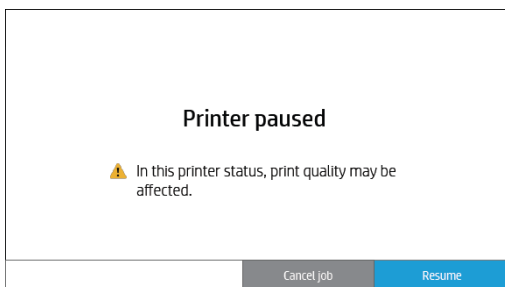 Printer paused
In this printer status, print quality may be
affected.
Cancel job
Resume